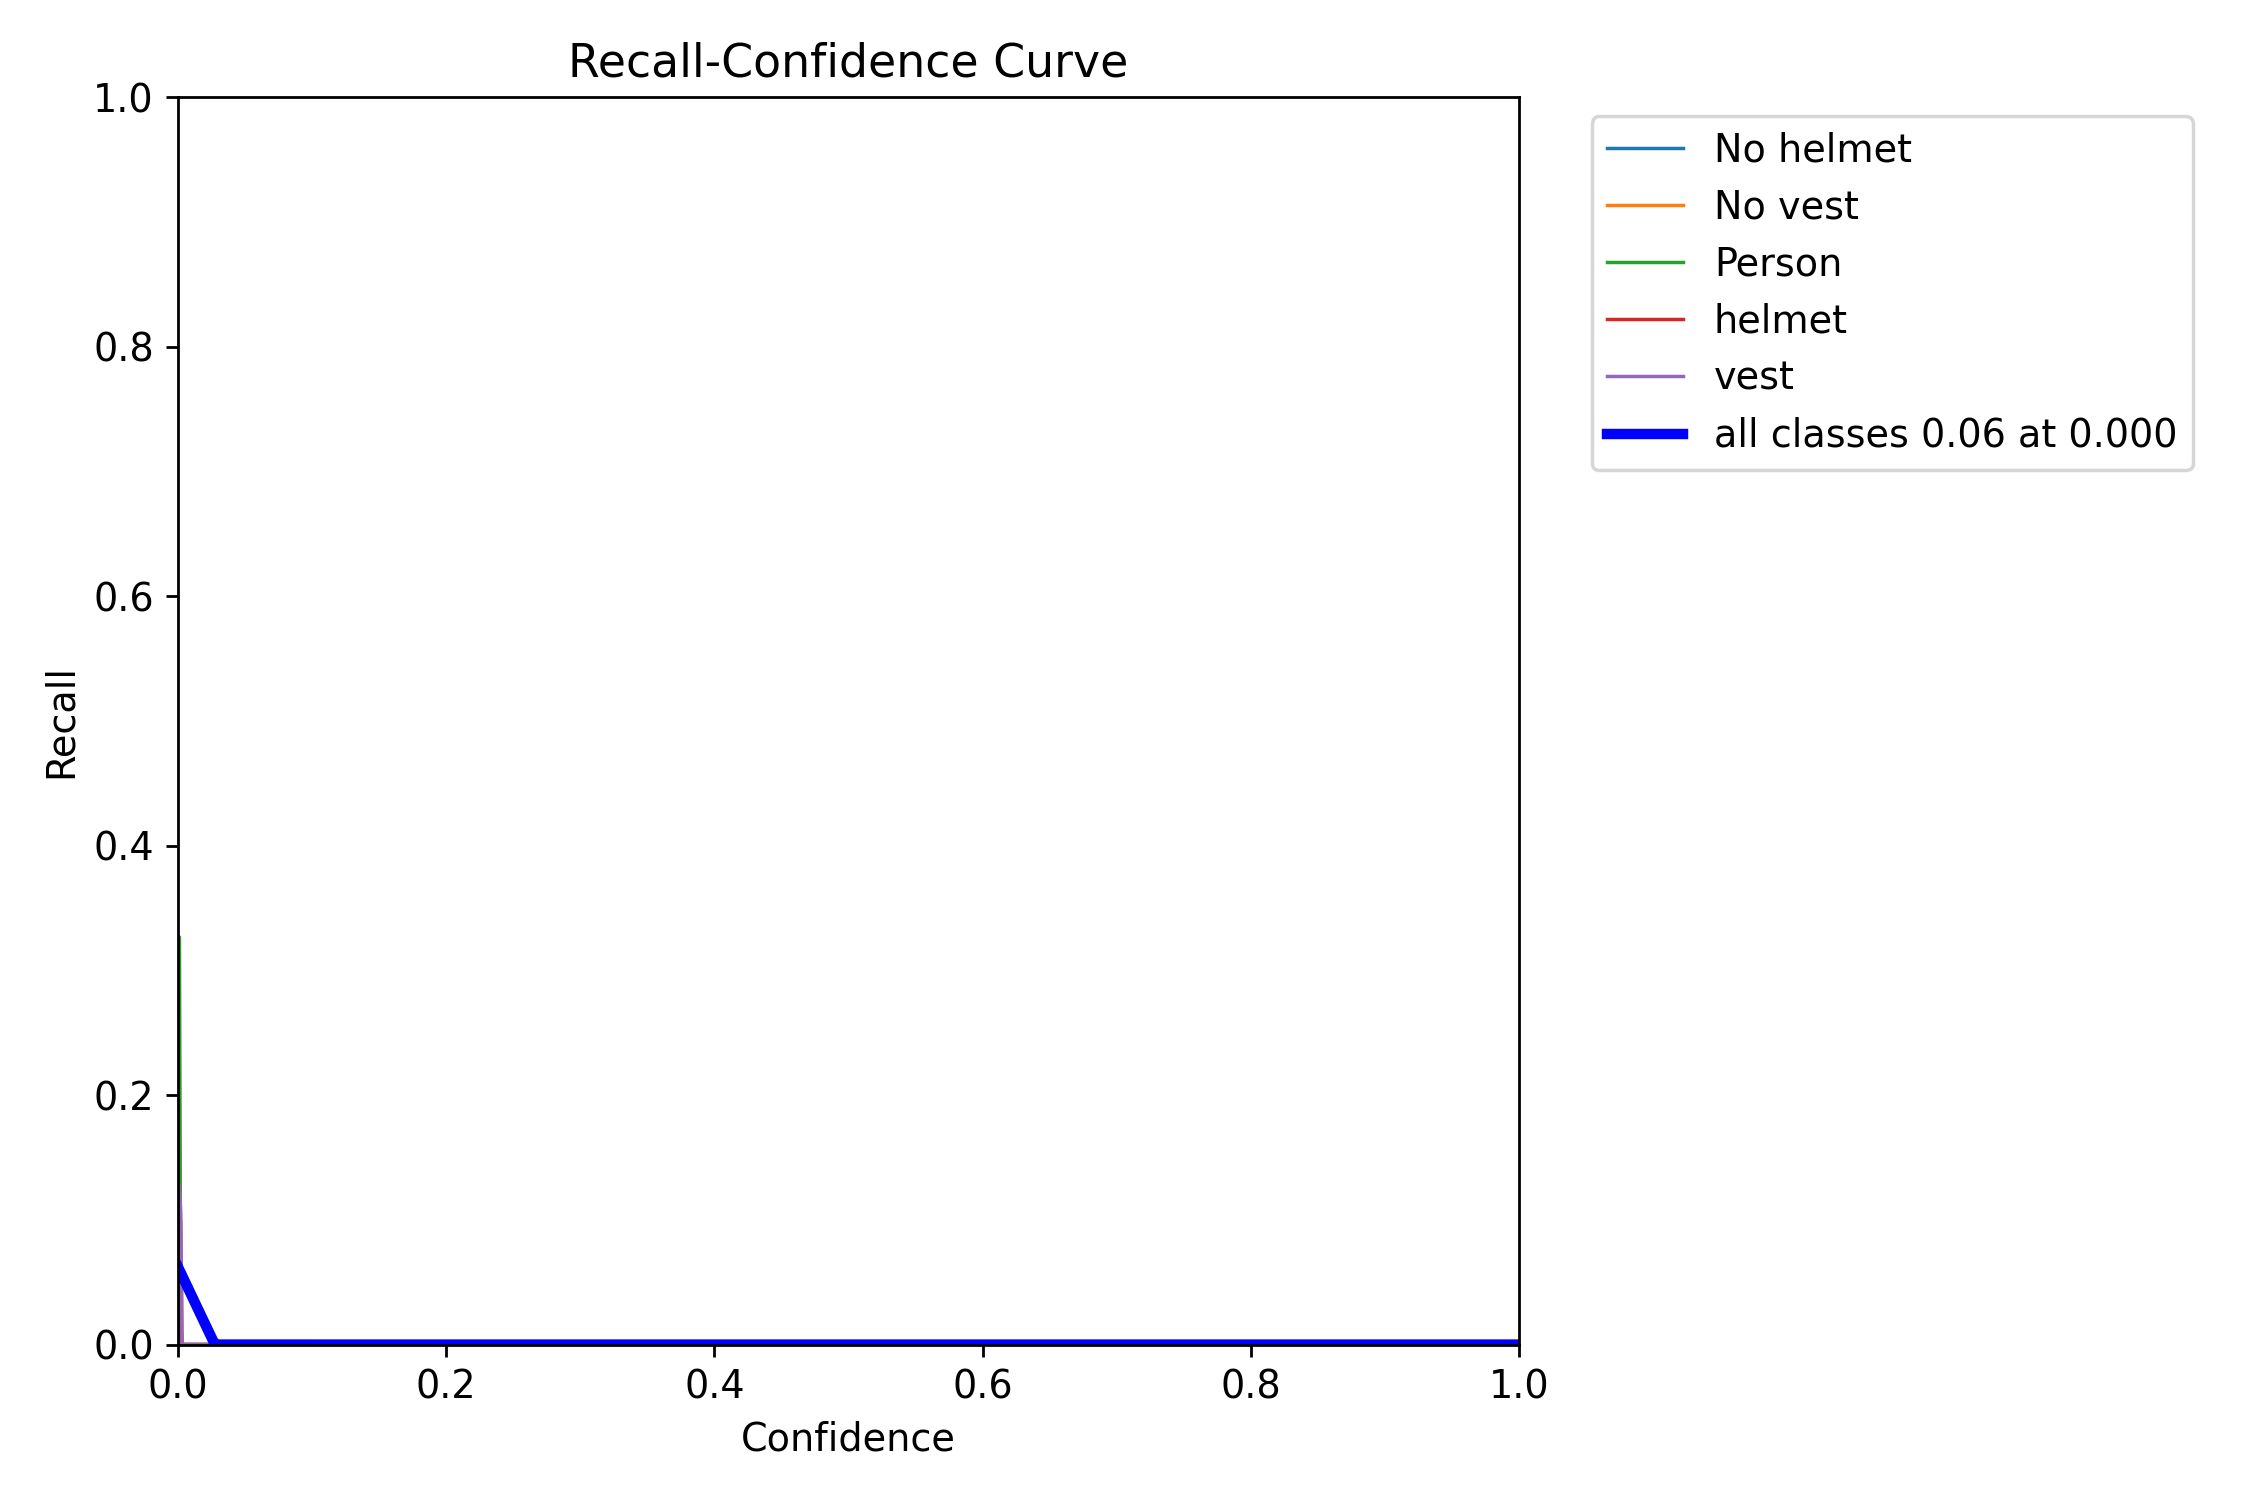 Recall-Confidence Curve
1.0
0.8
0.6
0.4
0.2
0.0
Recall
0.0 0.2 0.4 0.6 0.8 1.0
Confidence
No helmet
No vest
Person
helmet
vest
all classes 0.06 at 0.000